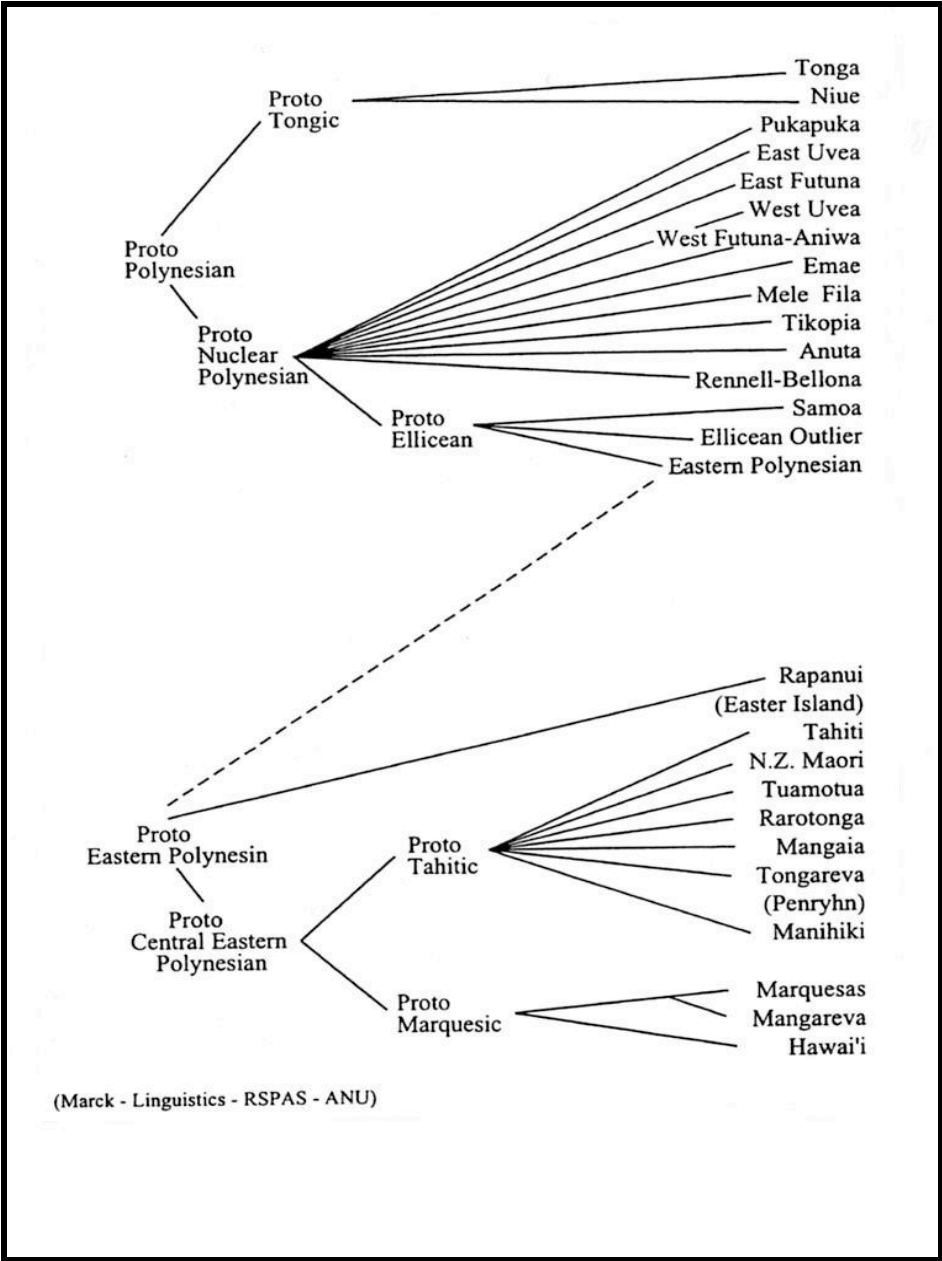 Tonga
Proto
Tongic
Niue
Pukapuka
East Uvea
East Futuna
West Uvea
West Futuna-Aniwa
Proto
Polynesian
Emae
Mele Fila
Tikopia
Proto
Nuclear
Polynesian
Anuta
Rennell-Bellona
Samoa
Proto
Ellicean
Ellicean Outlier
Eastern Polynesian
Rapanui
(Easter Island)
Tahiti
N.Z. Maori
Tuamotua
Rarotonga
Proto
Eastern Polynesin
Proto
Tahitic
Mangaia
Tongareva
(Penryhn)
Manihiki
Proto
Central Eastern
Polynesian
Marquesas
Proto
Marquesic
Mangareva
Hawai'i
(Marck - Linguistics - RSPAS - ANU)